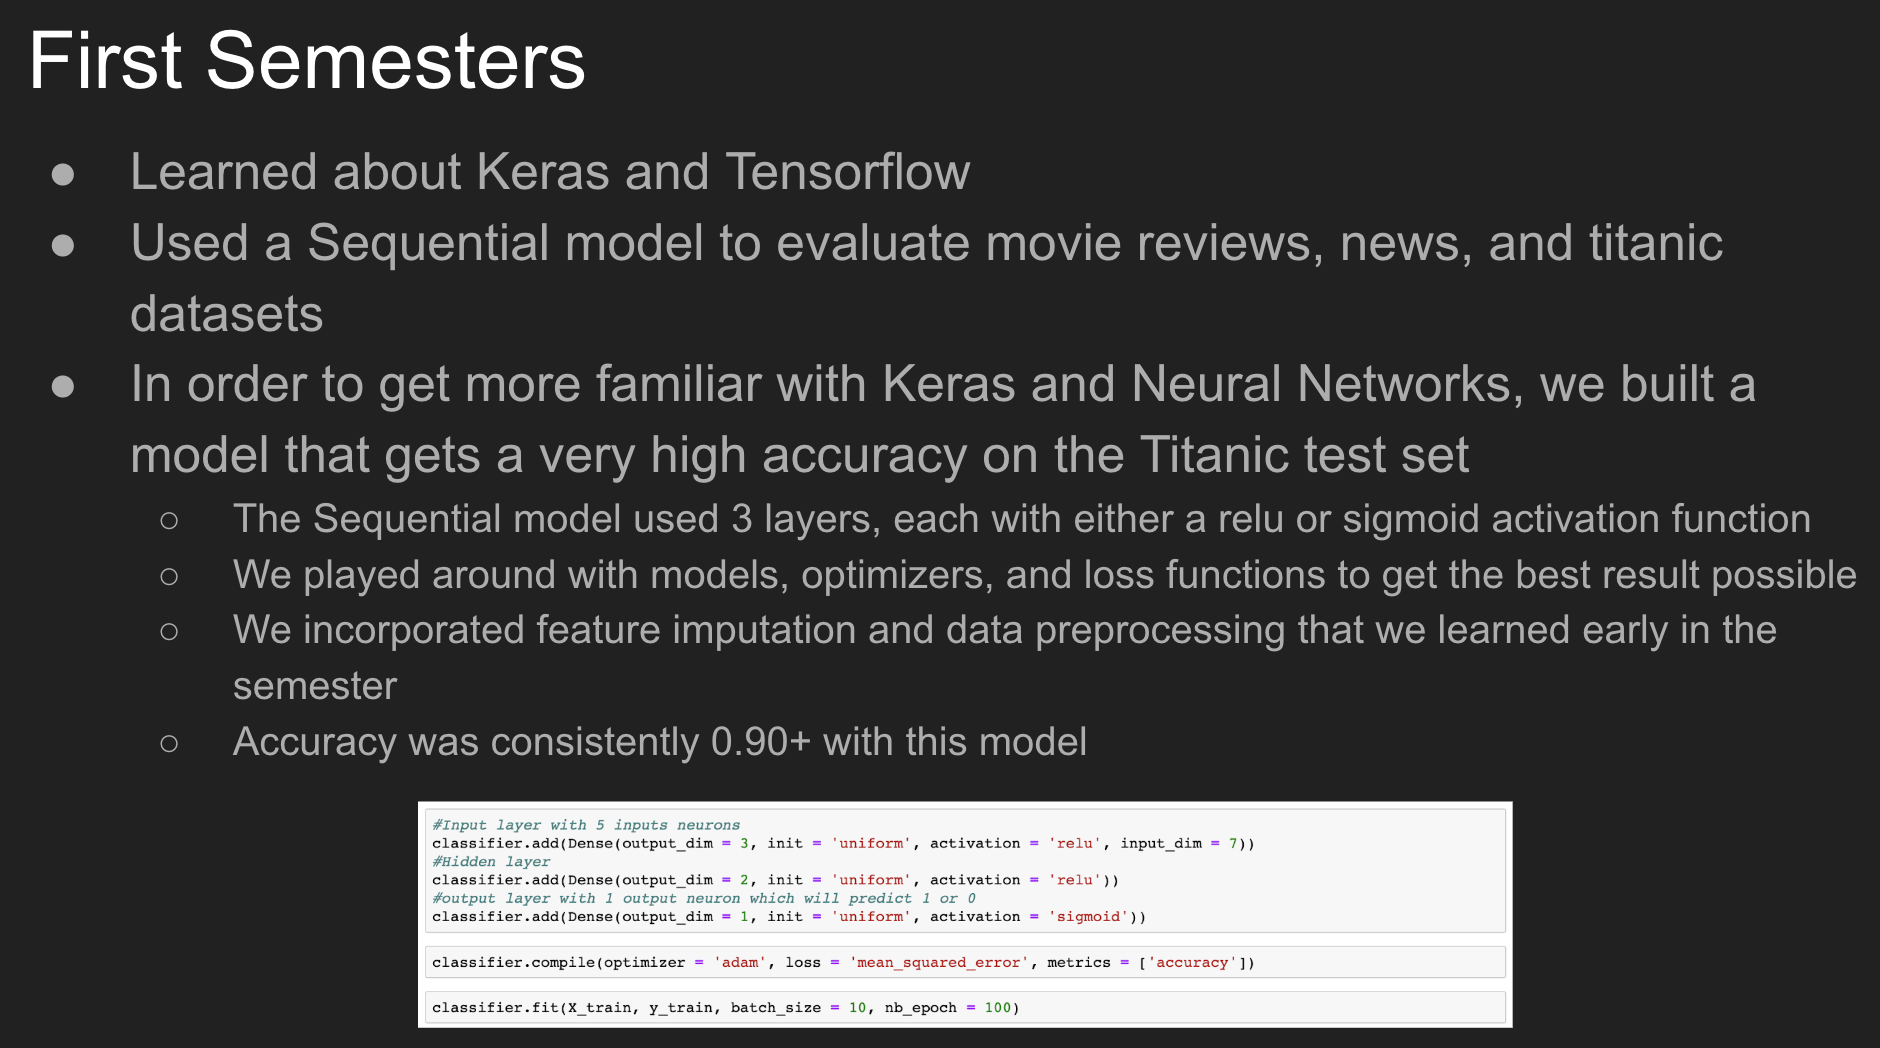 First Semesters
● Learned about Keras and Tensorflow
● Used a Sequential model to evaluate movie reviews, news, and titanic
datasets
● In order to get more familiar with Keras and Neural Networks, we built a
model that gets a very high accuracy on the Titanic test set
○ The Sequential model used 3 layers, each with either a relu or sigmoid activation function
○ We played around with models, optimizers, and loss functions to get the best result possible
○ We incorporated feature imputation and data preprocessing that we learned early in the
semester
○ Accuracy was consistently 0.90+ with this model
#Input layer with 5 inputs neurons
classifier.add(Dense(output_dim = 3, init = 'uniform', activation = 'relu', input_dim = 7))
#Hidden layer
classifier.add(Dense(output_dim = 2, init = 'uniform', activation = 'relu'))
#output layer with 1 output neuron which will predict 1 or 0
classifier.add(Dense(output_dim = 1, init = 'uniform', activation = 'sigmoid'))
classifier.compile(optimizer = 'adam', loss = 'mean_squared_error', metrics = ['accuracy'])
classifier.fit(X_train, y_train, batch_size = 10, nb_epoch = 100)